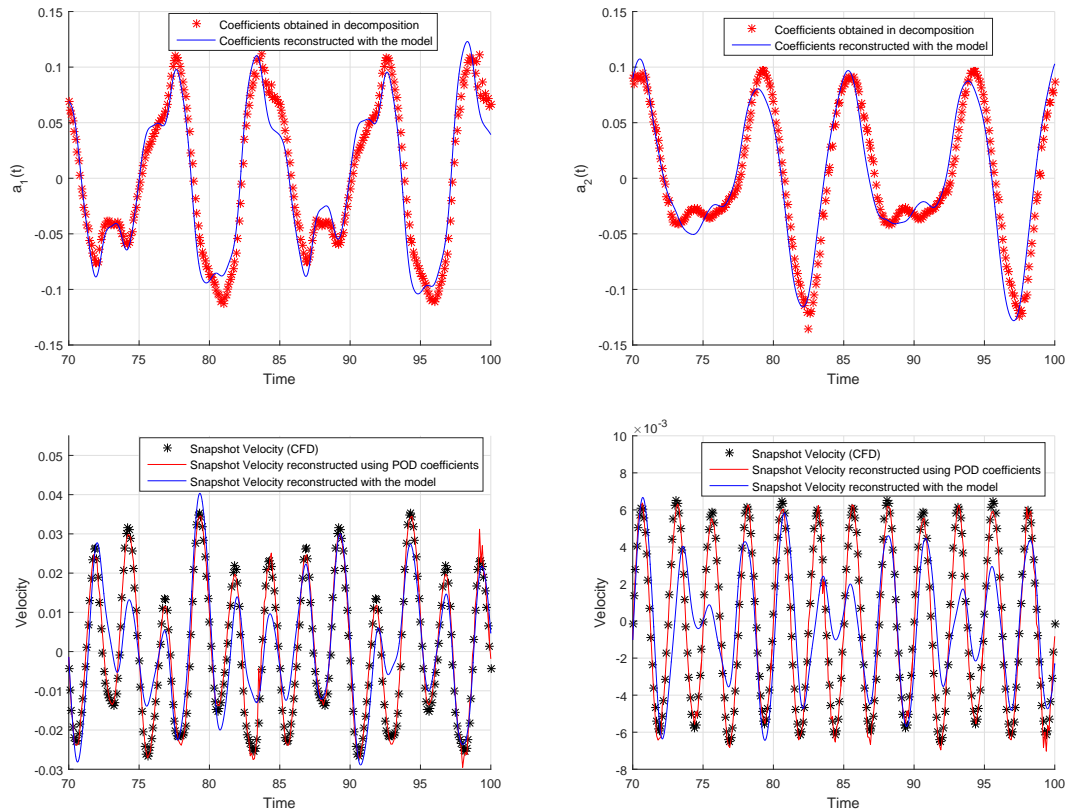 Coefficients obtained in decomposition
Coefficients reconstructed with the model
0.15
0.1
0.05
0
-0.05
-0.1
-0.15
a1(t)
70 75 80 85 90 95 100
Time
Coefficients obtained in decomposition
Coefficients reconstructed with the model
0.15
0.1
0.05
0
-0.05
-0.1
-0.15
a2(t)
70 75 80 85 90 95 100
Time
Snapshot Velocity (CFD)
Snapshot Velocity reconstructed using POD coefficients
Snapshot Velocity reconstructed with the model
0.05
0.04
0.03
0.02
0.01
0
-0.01
-0.02
-0.03
Velocity
70 75 80 85 90 95 100
Time
× 10-3
Snapshot Velocity (CFD)
Snapshot Velocity reconstructed using POD coefficients
Snapshot Velocity reconstructed with the model
10
8
6
4
2
0
-2
-4
-6
-8
Velocity
70 75 80 85 90 95 100
Time